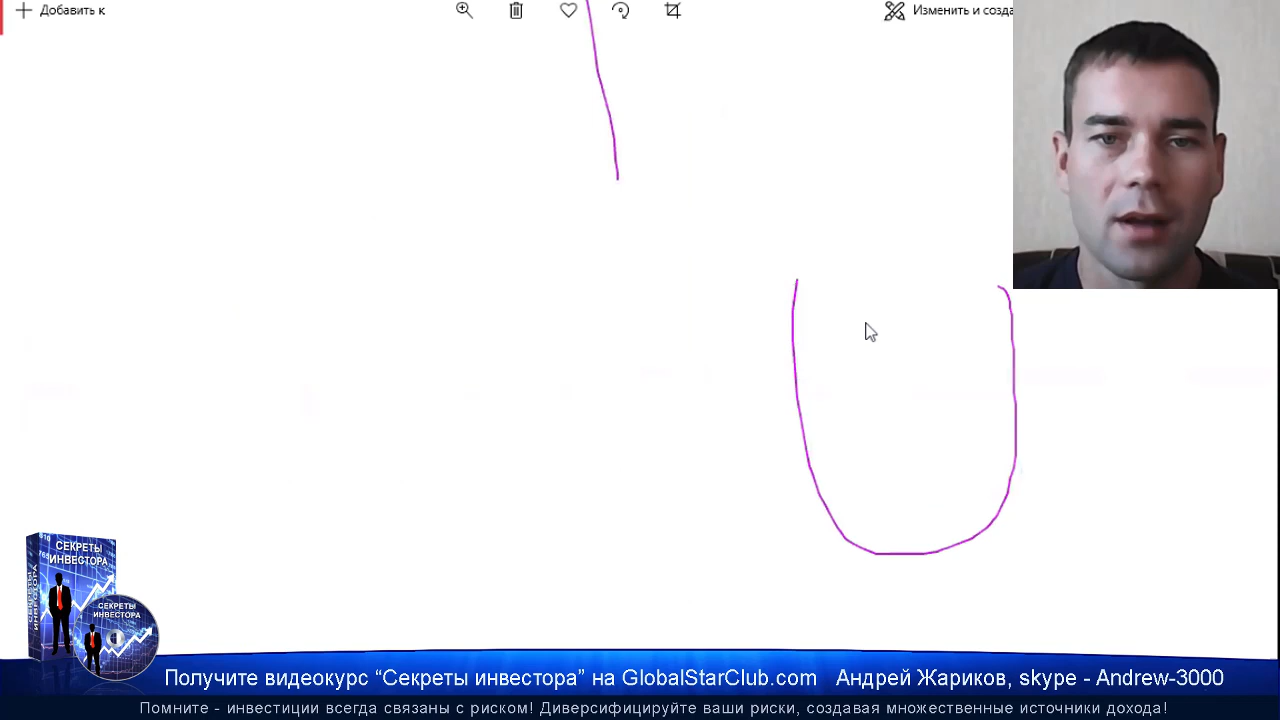 Добавить к
Изменить и созда
СЕКРЕТЫ
ИНВЕСТОРА
СЕКРЕТЫ
ИНВЕСТОРА
Получите видеокурс “Секреты инвестора” на GlobalStarClub.com Андрей Жариков, skype - Andrew-3000
Помните - инвестиции всегда связаны с риском! Диверсифицируйте ваши риски, создавая множественные источники дохода!